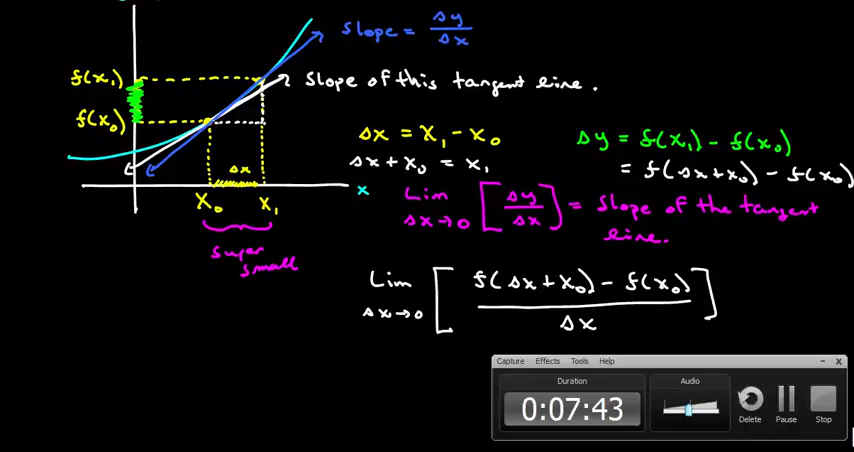 slope = Δy/Δx
f(x₁)
slope of this tangent line.
f(x₀)
Δx = x₁ - x₀
Δy = f(x₁) - f(x₀)
Δx + x₀ = x₁
= f(Δx+x₀) - f(x₀)
Δx
x
x₀ x₁
Lim Δx→0 [Δy/Δx] = slope of the tangent
line.
super
small
Lim Δx→0 [f(Δx+x₀) - f(x₀) / Δx]
Capture Effects Tools Help
Duration Audio
0:07:43
Delete Pause Stop